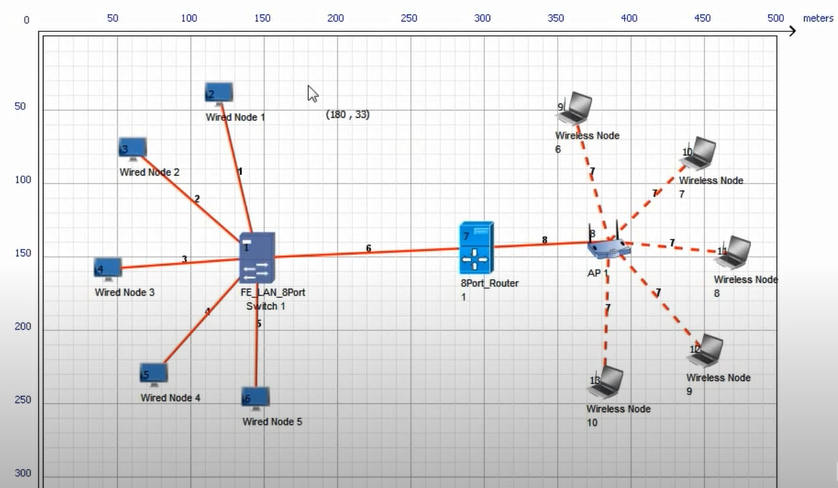 0 50 100 150 200 250 300 350 400 450 500 meters
50
100
150
200
250
300
2
Wired Node 1
(180 , 33)
3
Wired Node 2
4
Wired Node 3
5
Wired Node 4
6
Wired Node 5
1
FE_LAN_8Port
Switch 1
1
2
3
4
5
6
7
8Port_Router
1
8
8
AP 1
9
Wireless Node
6
10
Wireless Node
7
11
Wireless Node
8
12
Wireless Node
9
13
Wireless Node
10
7
7
7
7
7